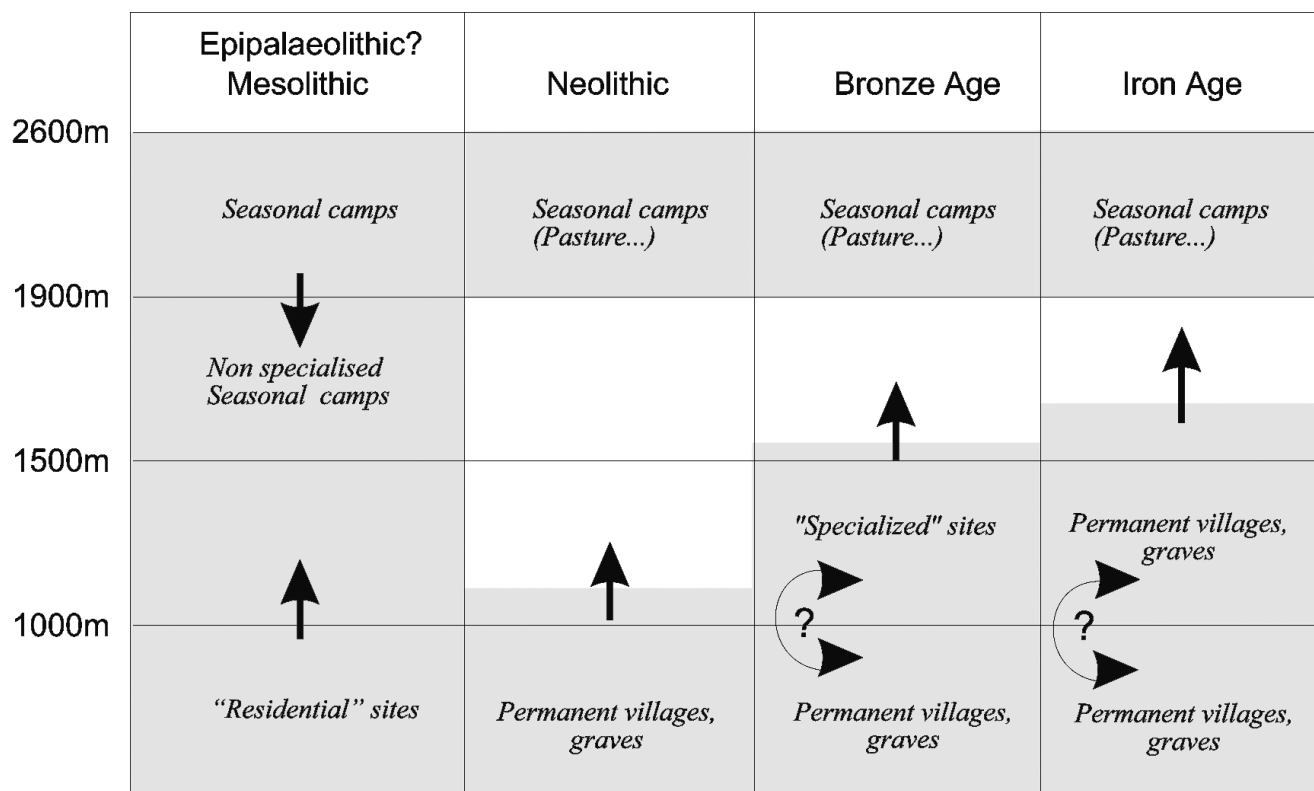 Epipalaeolithic?
Mesolithic
Neolithic
Bronze Age
Iron Age
2600m
Seasonal camps
Seasonal camps
(Pasture...)
Seasonal camps
(Pasture...)
Seasonal camps
(Pasture...)
1900m
Non specialised
Seasonal camps
1500m
"Specialized" sites
Permanent villages,
graves
?
?
1000m
“Residential” sites
Permanent villages,
graves
Permanent villages,
graves
Permanent villages,
graves